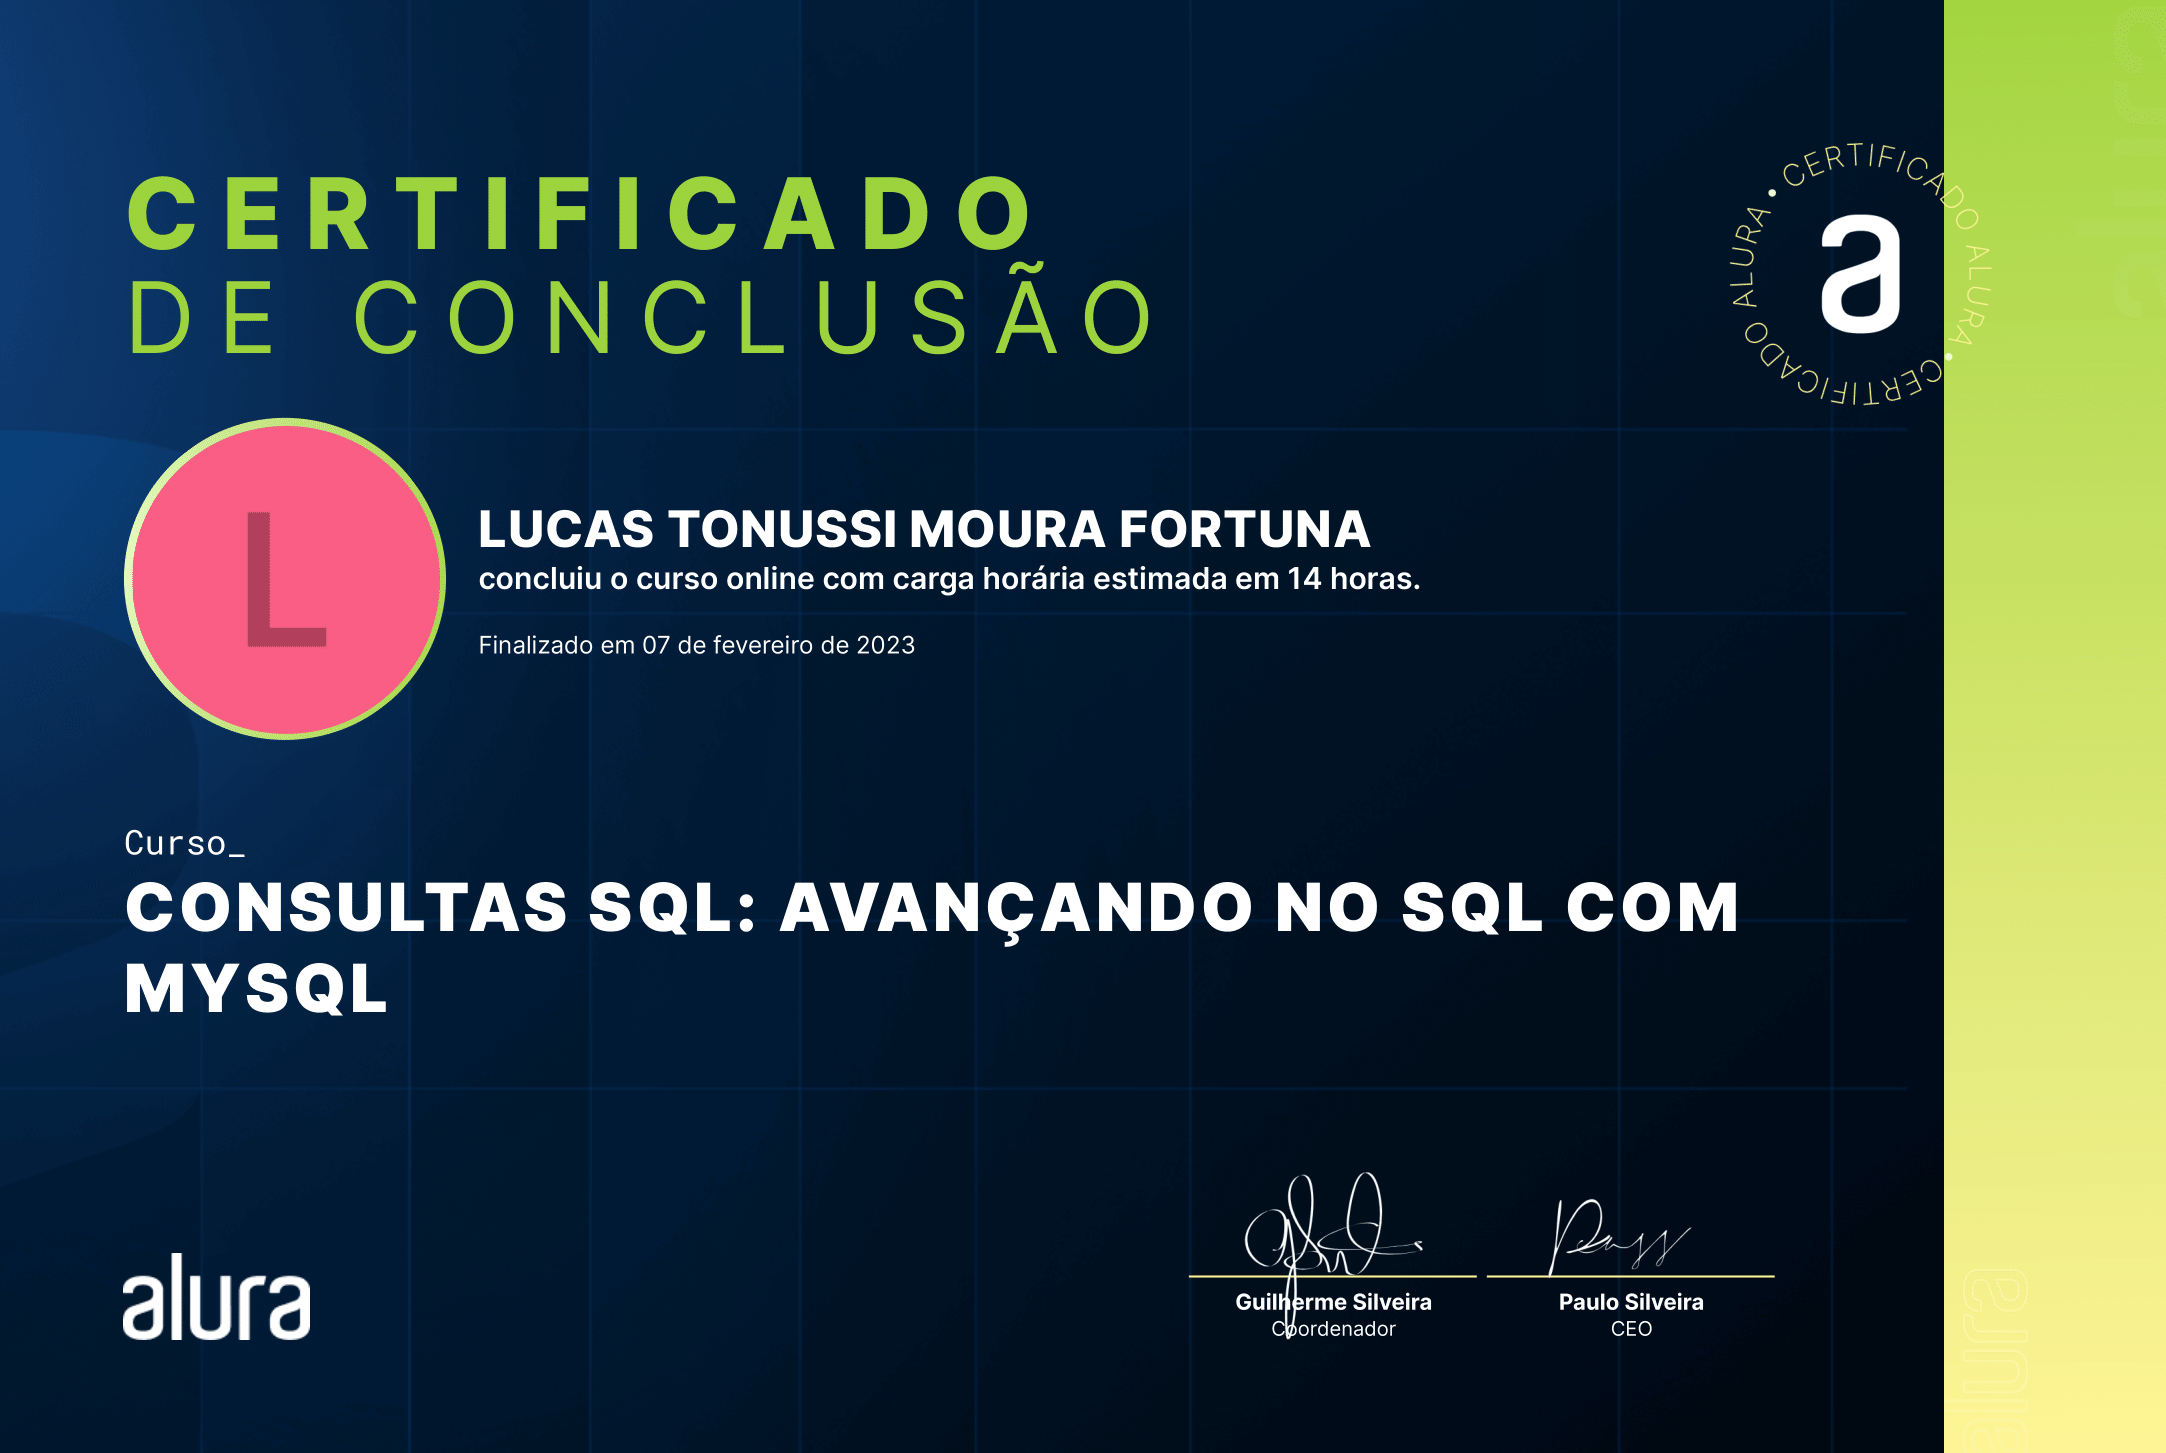 CERTIFICADO
DE CONCLUSÃO
CERTIFICADO ALURA • CERTIFICADO ALURA •
a
L
LUCAS TONUSSI MOURA FORTUNA
concluiu o curso online com carga horária estimada em 14 horas.
Finalizado em 07 de fevereiro de 2023
Curso_
CONSULTAS SQL: AVANÇANDO NO SQL COM
MYSQL
alura
Guilherme Silveira
Coordenador
Paulo Silveira
CEO
alura